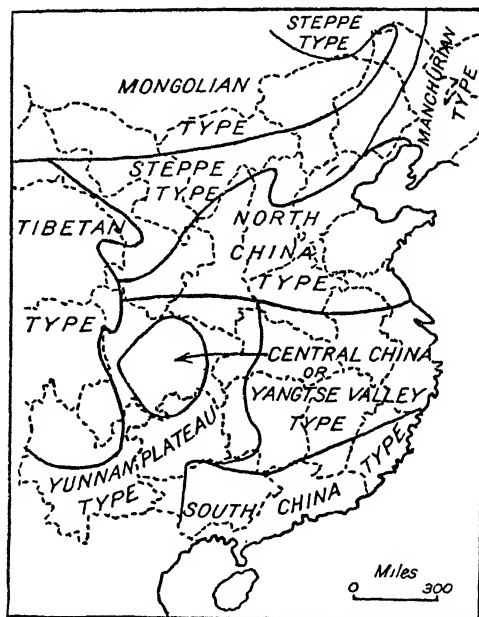 STEPPE
TYPE
MONGOLIAN
TYPE
MANCHURIAN
TYPE
STEPPE
TYPE
TIBETAN
TYPE
NORTH
CHINA
TYPE
CENTRAL CHINA
OR
YANGTSE VALLEY
TYPE
YUNNAN PLATEAU
TYPE
SOUTH CHINA TYPE
Miles
0 300